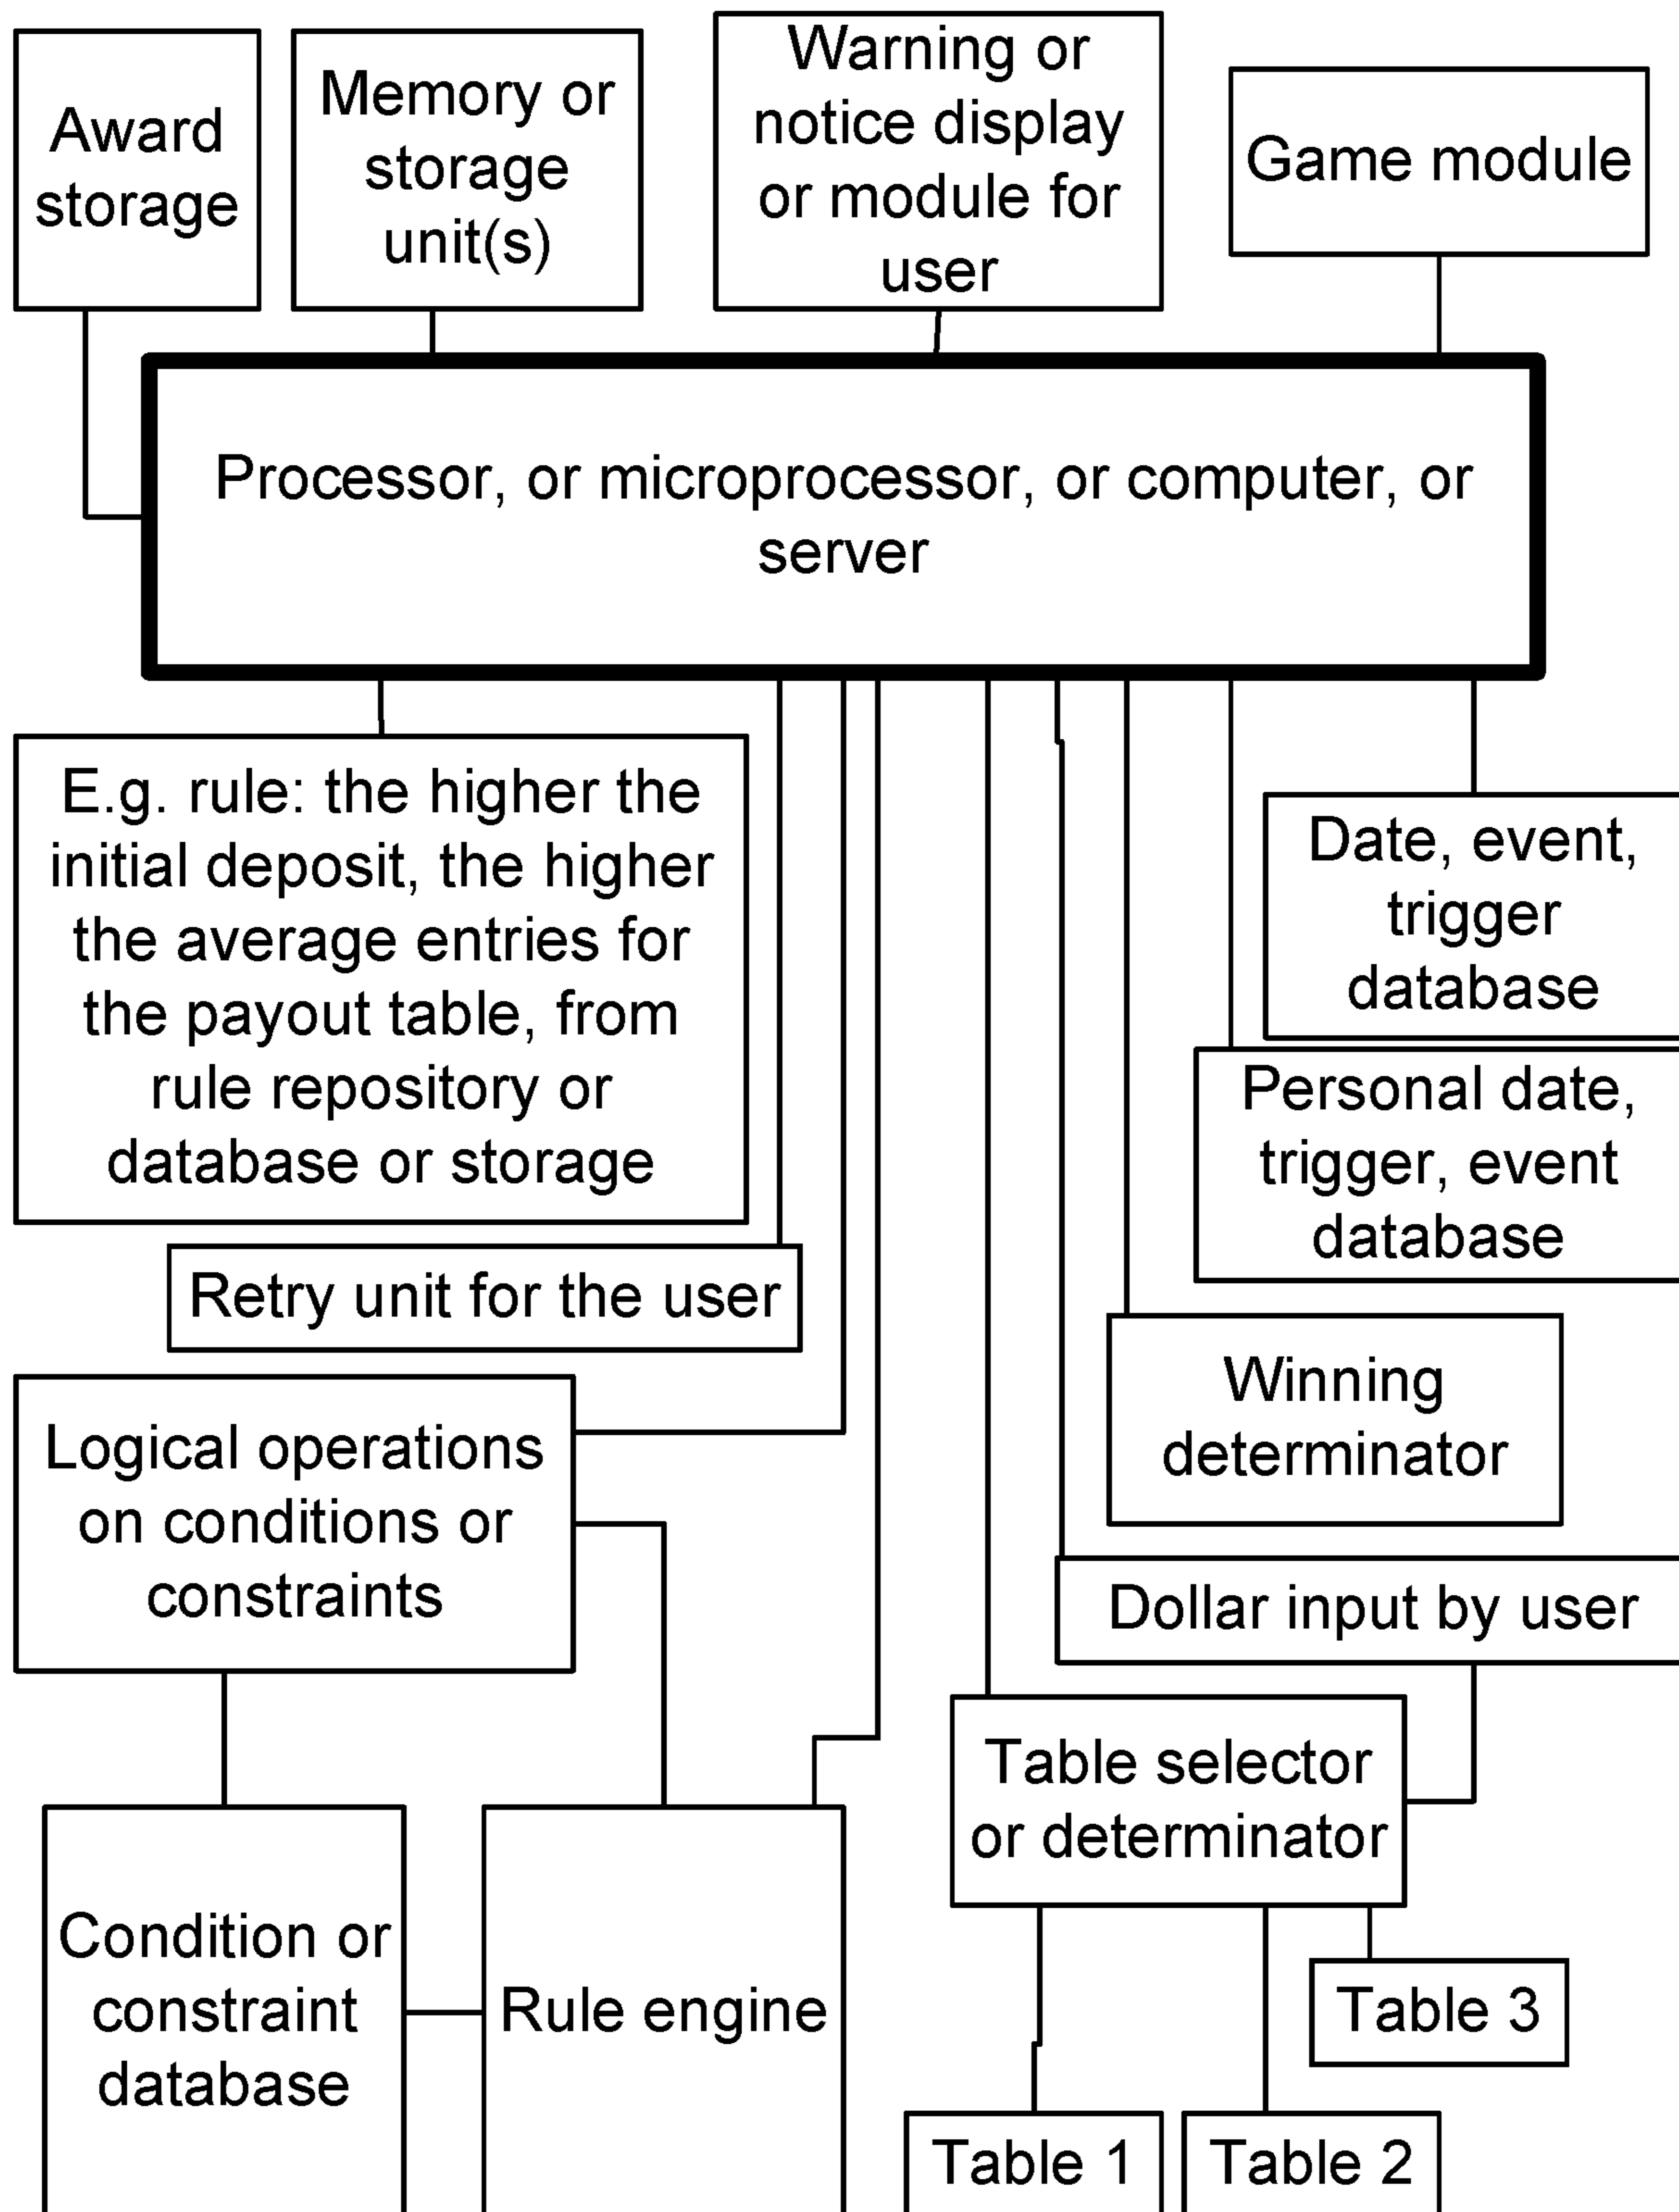 Award
storage
Memory or
storage
unit(s)
Warning or
notice display
or module for
user
Game module
Processor, or microprocessor, or computer, or
server
E.g. rule: the higher the
initial deposit, the higher
the average entries for
the payout table, from
rule repository or
database or storage
Date, event,
trigger
database
Personal date,
trigger, event
database
Retry unit for the user
Winning
determinator
Logical operations
on conditions or
constraints
Dollar input by user
Table selector
or determinator
Condition or
constraint
database
Rule engine
Table 3
Table 1
Table 2